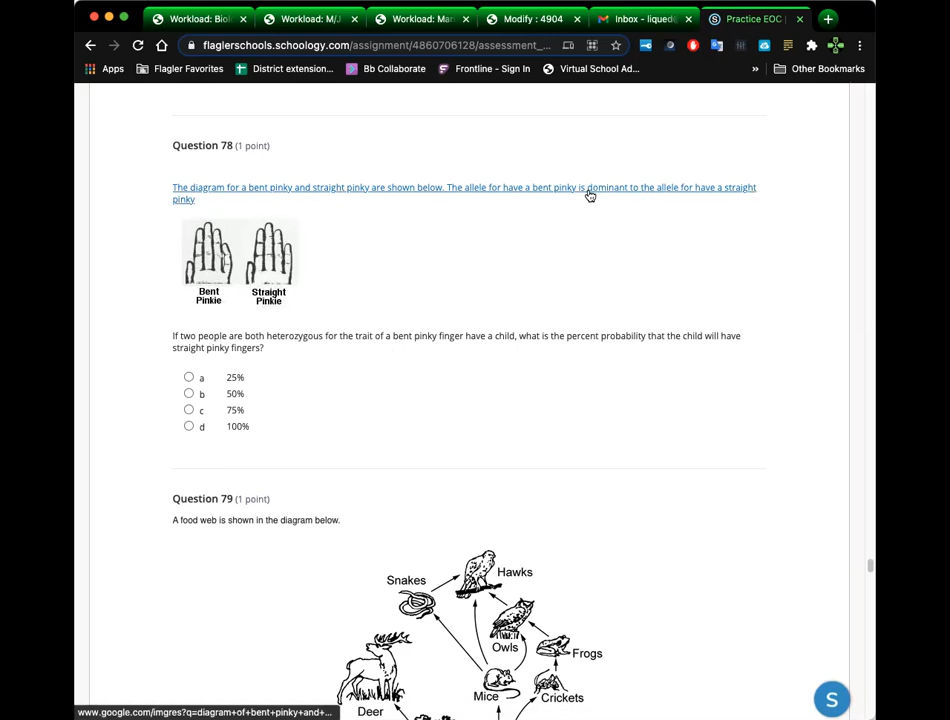 Workload: Biol
Workload: M/J
Workload: Mar
Modify : 4904
Inbox - liqued
Practice EOC
flaglerschools.schoology.com/assignment/4860706128/assessment_...
Apps
Flagler Favorites
District extension...
Bb Collaborate
Frontline - Sign In
Virtual School Ad...
»
Other Bookmarks
Question 78 (1 point)
The diagram for a bent pinky and straight pinky are shown below. The allele for have a bent pinky is dominant to the allele for have a straight
pinky
Bent
Pinkie
Straight
Pinkie
If two people are both heterozygous for the trait of a bent pinky finger have a child, what is the percent probability that the child will have
straight pinky fingers?
a 25%
b 50%
c 75%
d 100%
Question 79 (1 point)
A food web is shown in the diagram below.
Hawks
Snakes
Owls
Frogs
Mice
Crickets
Deer
S
www.google.com/imgres?q=diagram+of+bent+pinky+and+...